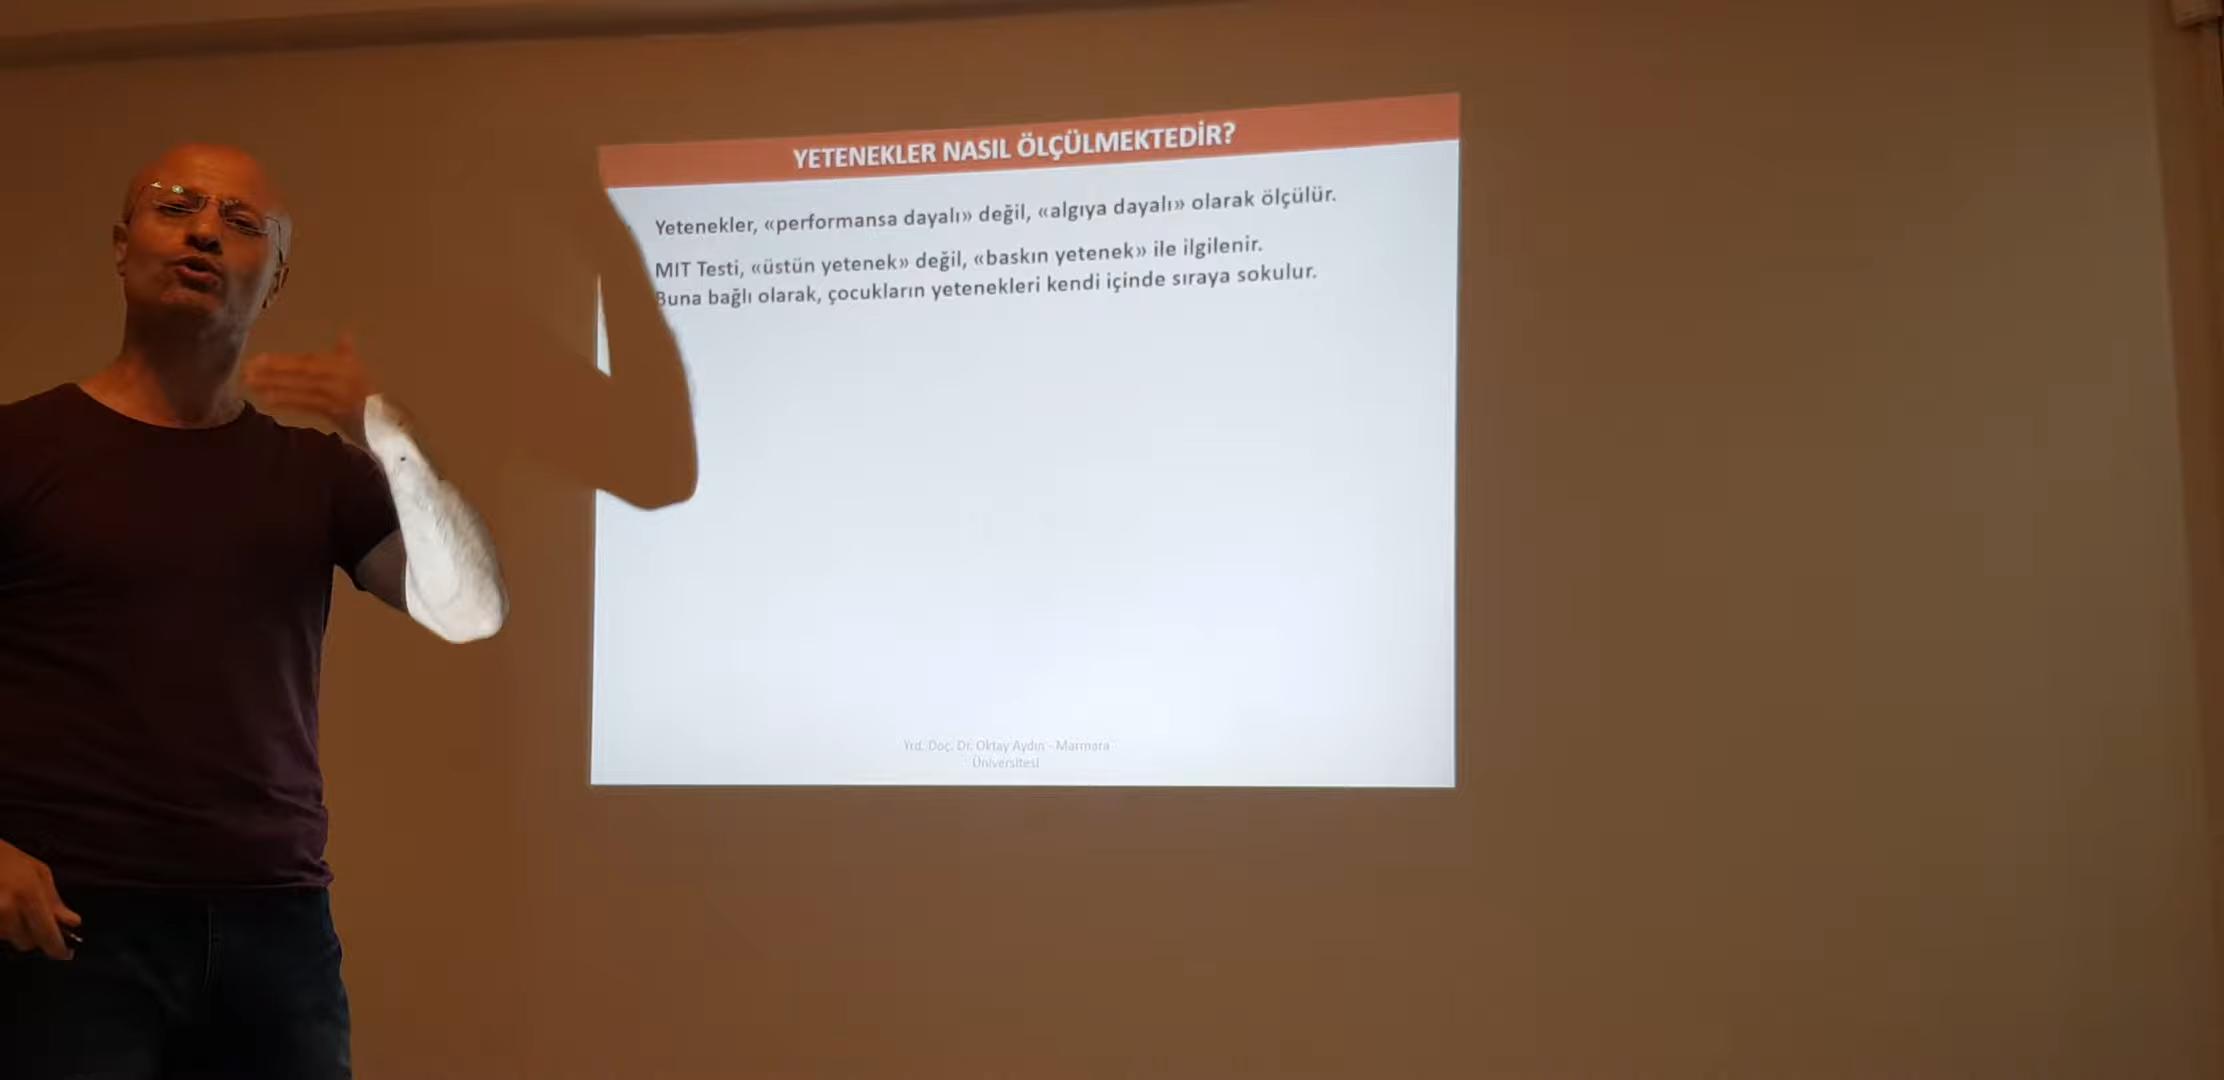 YETENEKLER NASIL ÖLÇÜLMEKTEDİR?
Yetenekler, «performansa dayalı» değil, «algıya dayalı» olarak ölçülür.
MIT Testi, «üstün yetenek» değil, «baskın yetenek» ile ilgilenir.
Buna bağlı olarak, çocukların yetenekleri kendi içinde sıraya sokulur.
Yrd. Doç. Dr. Oktay Aydın - Marmara
Üniversitesi